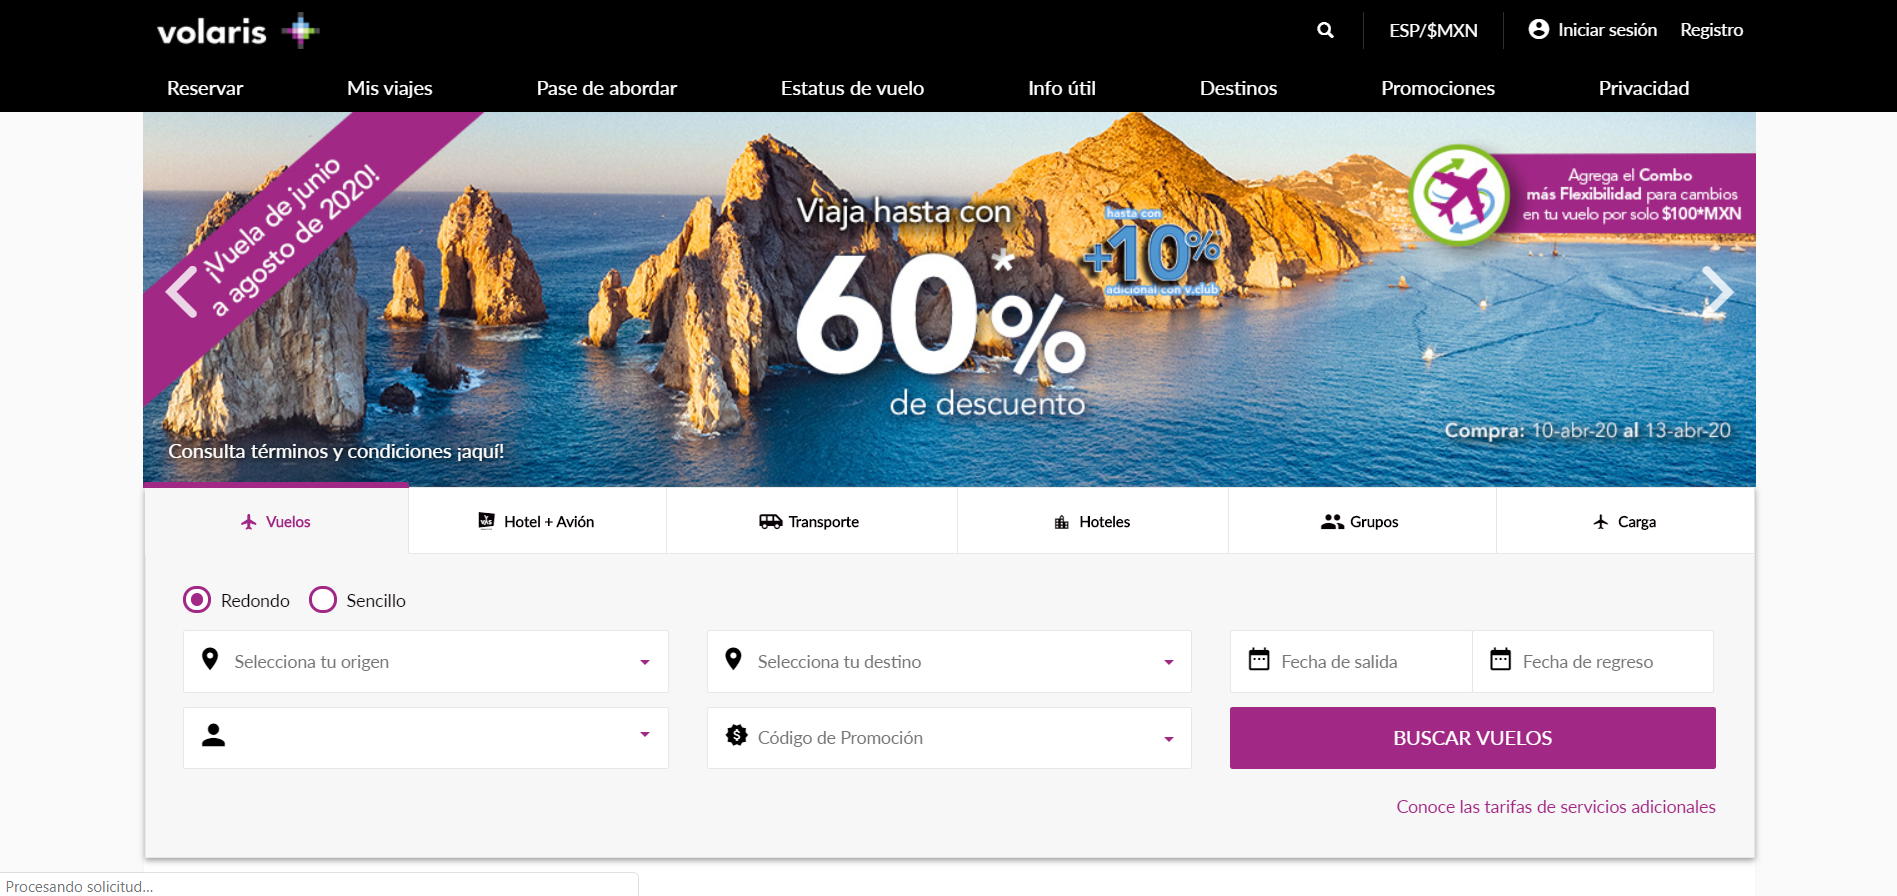 volaris
ESP/$MXN
Iniciar sesión
Registro
Reservar
Mis viajes
Pase de abordar
Estatus de vuelo
Info útil
Destinos
Promociones
Privacidad
¡Vuela de junio
a agosto de 2020!
Viaja hasta con
60%*
de descuento
hasta con
+10%
adicional con v.club
Agrega el Combo
más Flexibilidad para cambios
en tu vuelo por solo $100*MXN
Consulta términos y condiciones ¡aquí!
Compra: 10-abr-20 al 13-abr-20
Vuelos
Hotel + Avión
Transporte
Hoteles
Grupos
Carga
Redondo
Sencillo
Selecciona tu origen
Selecciona tu destino
Fecha de salida
Fecha de regreso
Código de Promoción
BUSCAR VUELOS
Conoce las tarifas de servicios adicionales
Procesando solicitud...